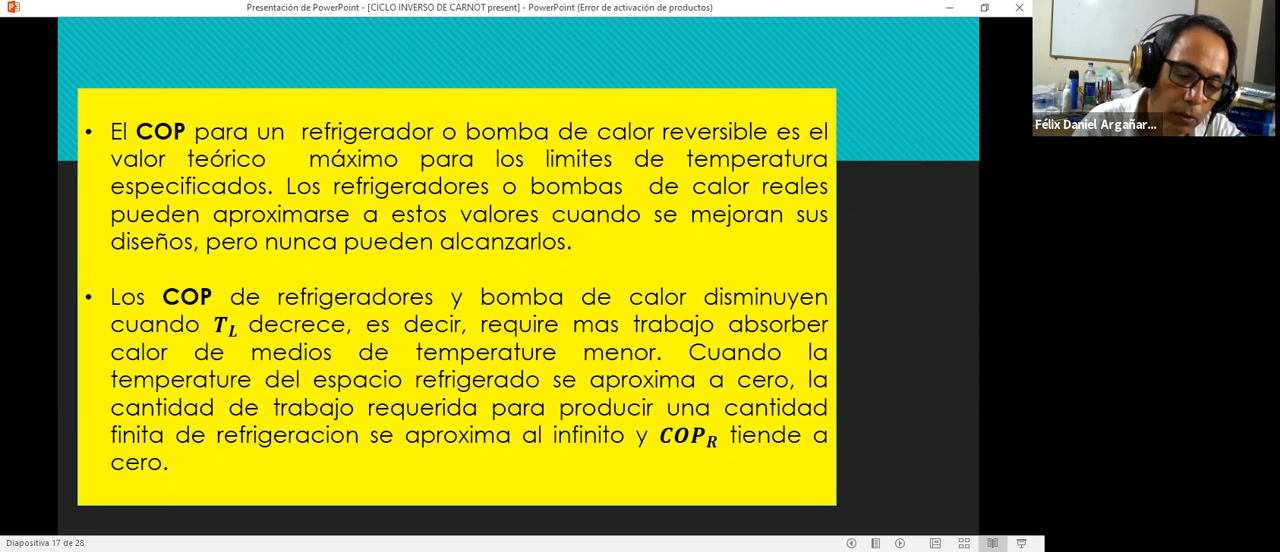 Presentación de PowerPoint - [CICLO INVERSO DE CARNOT present] - PowerPoint (Error de activación de productos)
• El COP para un refrigerador o bomba de calor reversible es el
valor teórico máximo para los limites de temperatura
especificados. Los refrigeradores o bombas de calor reales
pueden aproximarse a estos valores cuando se mejoran sus
diseños, pero nunca pueden alcanzarlos.
• Los COP de refrigeradores y bomba de calor disminuyen
cuando T_L decrece, es decir, require mas trabajo absorber
calor de medios de temperature menor. Cuando la
temperature del espacio refrigerado se aproxima a cero, la
cantidad de trabajo requerida para producir una cantidad
finita de refrigeracion se aproxima al infinito y COP_R tiende a
cero.
Félix Daniel Argañar...
Diapositiva 17 de 28